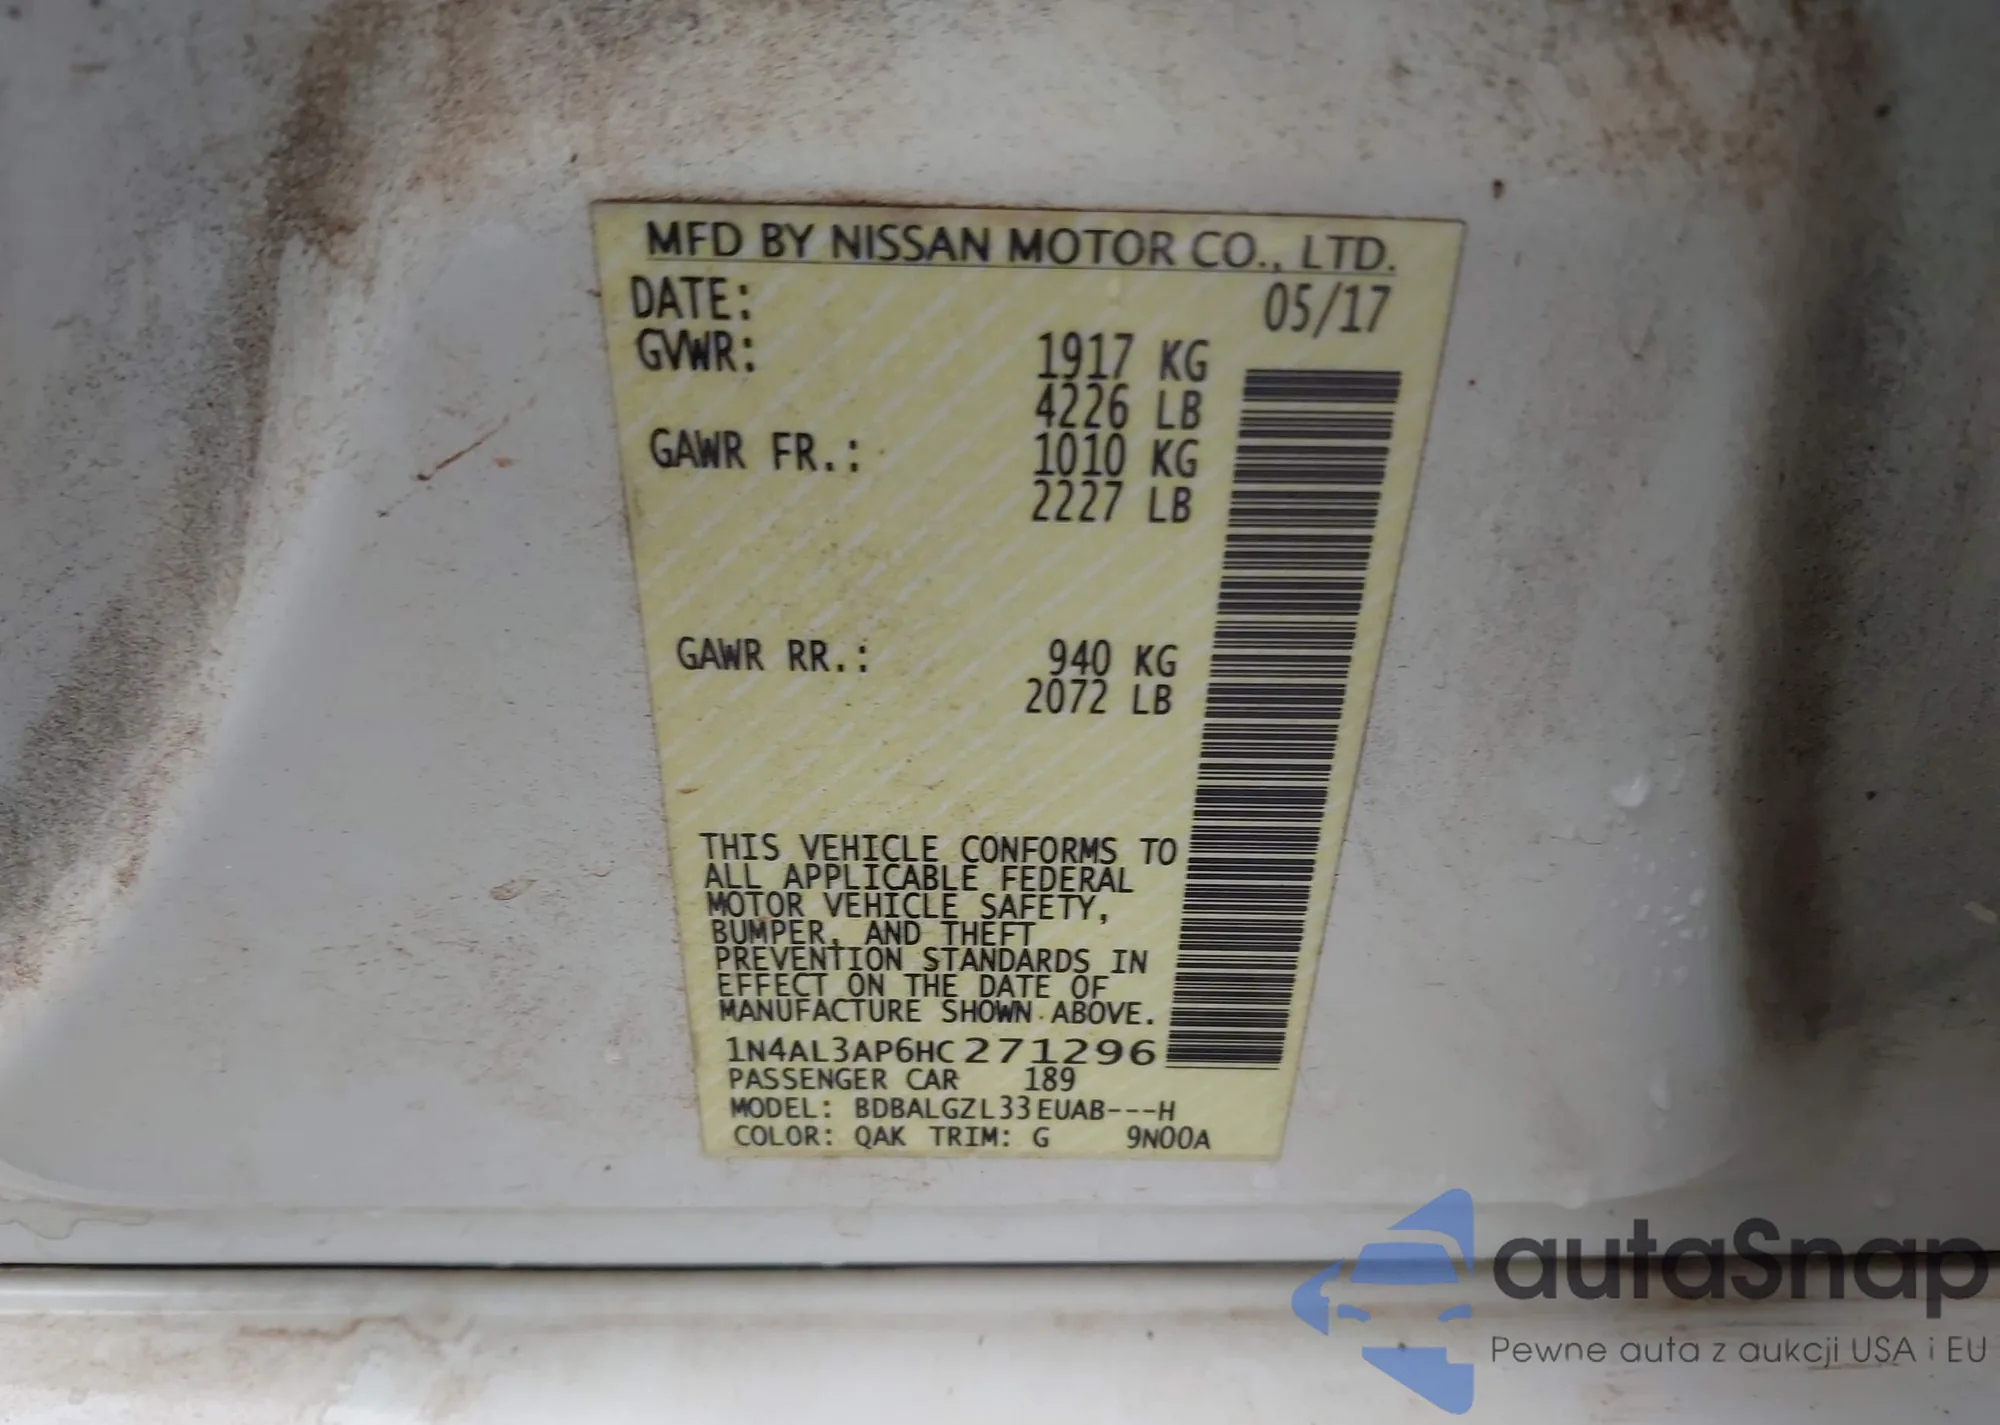 MFD BY NISSAN MOTOR CO., LTD.
DATE: 05/17
GVWR: 1917 KG
4226 LB
GAWR FR.: 1010 KG
2227 LB
GAWR RR.: 940 KG
2072 LB
THIS VEHICLE CONFORMS TO
ALL APPLICABLE FEDERAL
MOTOR VEHICLE SAFETY,
BUMPER, AND THEFT
PREVENTION STANDARDS IN
EFFECT ON THE DATE OF
MANUFACTURE SHOWN ABOVE.
1N4AL3AP6HC271296
PASSENGER CAR 189
MODEL: BDBALGZL33EUAB---H
COLOR: QAK TRIM: G 9N00A
autaSnap
Pewne auta z aukcji USA i EU